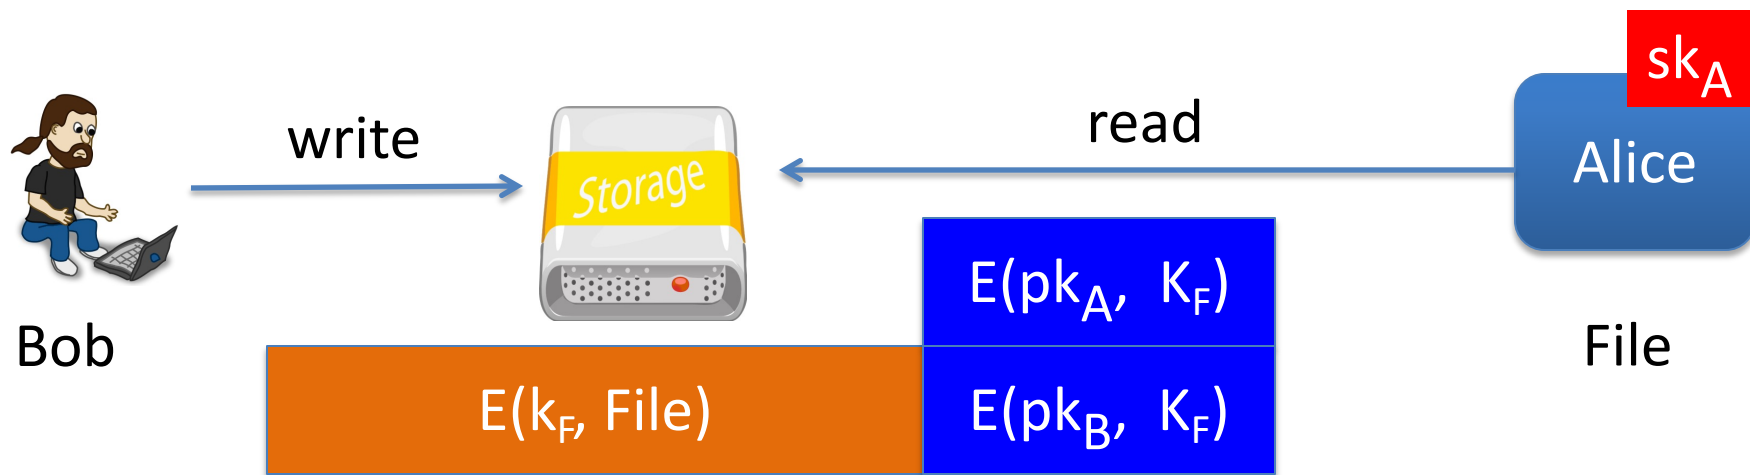 sk_A
write
read
Storage
Alice
E(pk_A, K_F)
Bob
File
E(k_F, File)
E(pk_B, K_F)